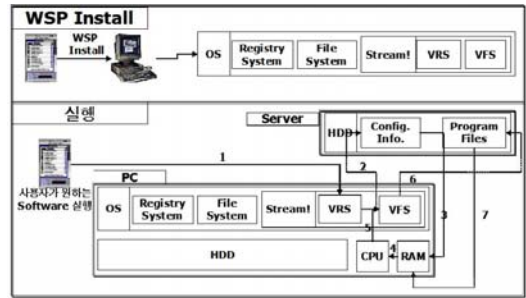 WSP Install
WSP
Install
OS
Registry
System
File
System
Stream!
VRS
VFS
실행
Server
HDD
Config.
Info.
Program
Files
1
2
6
사용자가 원하는
Software 실행
PC
OS
Registry
System
File
System
Stream!
VRS
VFS
3
7
5
4
HDD
CPU
RAM